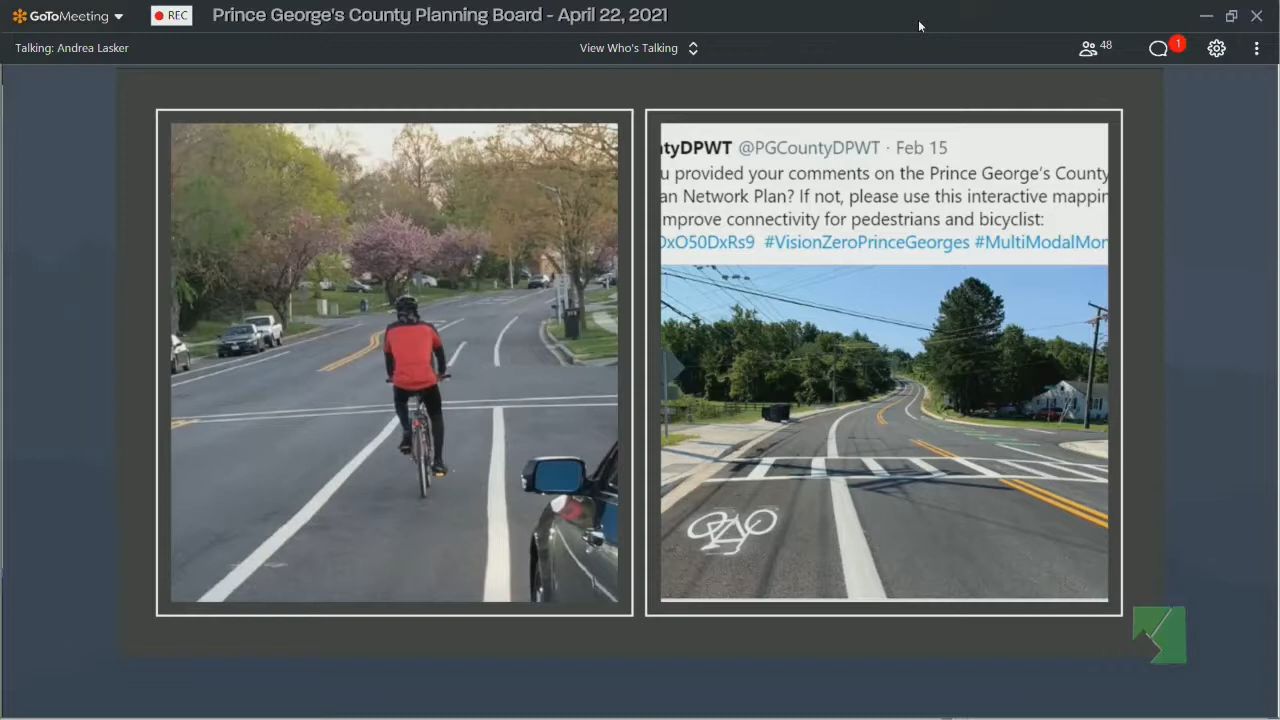 GoToMeeting
REC
Prince George's County Planning Board - April 22, 2021
Talking: Andrea Lasker
View Who's Talking
48
1
tyDPWT @PGCountyDPWT · Feb 15
u provided your comments on the Prince George's County
an Network Plan? If not, please use this interactive mappin
mprove connectivity for pedestrians and bicyclist:
DxO50DxRs9 #VisionZeroPrinceGeorges #MultiModalMon